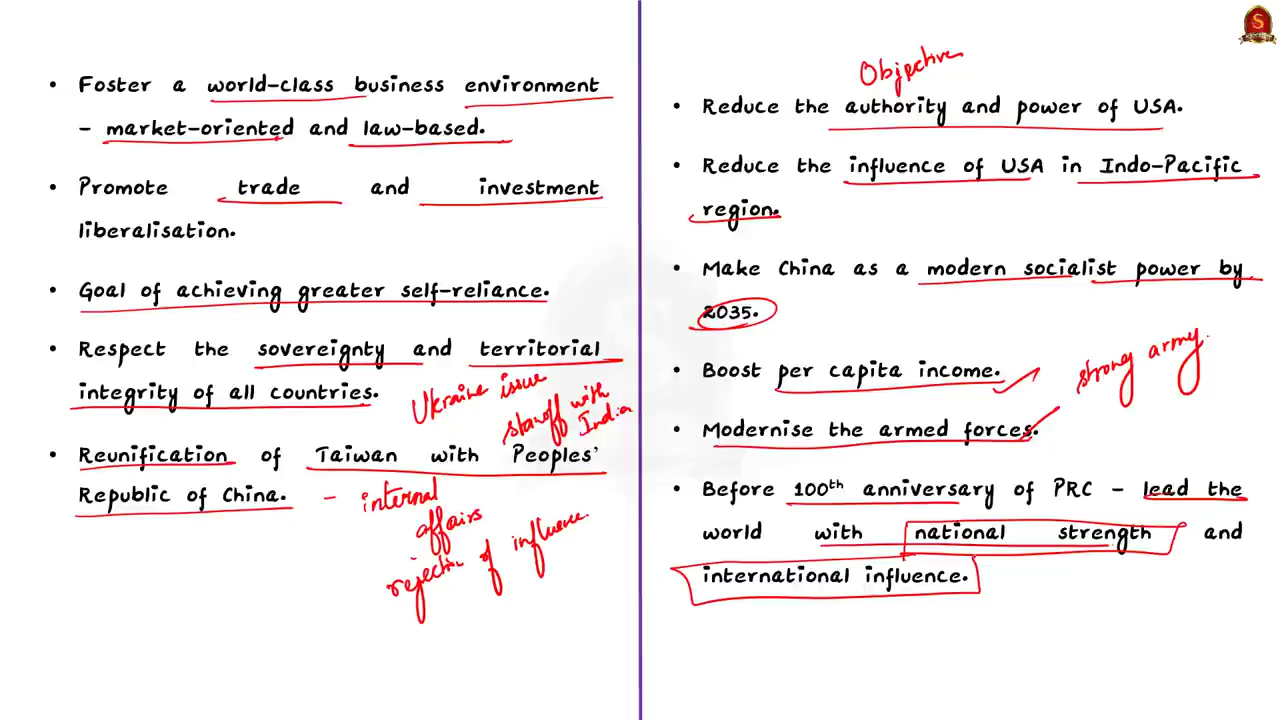 • Foster a world-class business environment
- market-oriented and law-based.
• Promote trade and investment
liberalisation.
• Goal of achieving greater self-reliance.
• Respect the sovereignty and territorial
integrity of all countries.
Ukraine issue
standoff with
India
• Reunification of Taiwan with Peoples'
Republic of China.
- internal
affairs
rejection of influence
Objective
• Reduce the authority and power of USA.
• Reduce the influence of USA in Indo-Pacific
region.
• Make China as a modern socialist power by
2035.
• Boost per capita income.
strong army.
• Modernise the armed forces.
• Before 100th anniversary of PRC - lead the
world with national strength and
international influence.
S